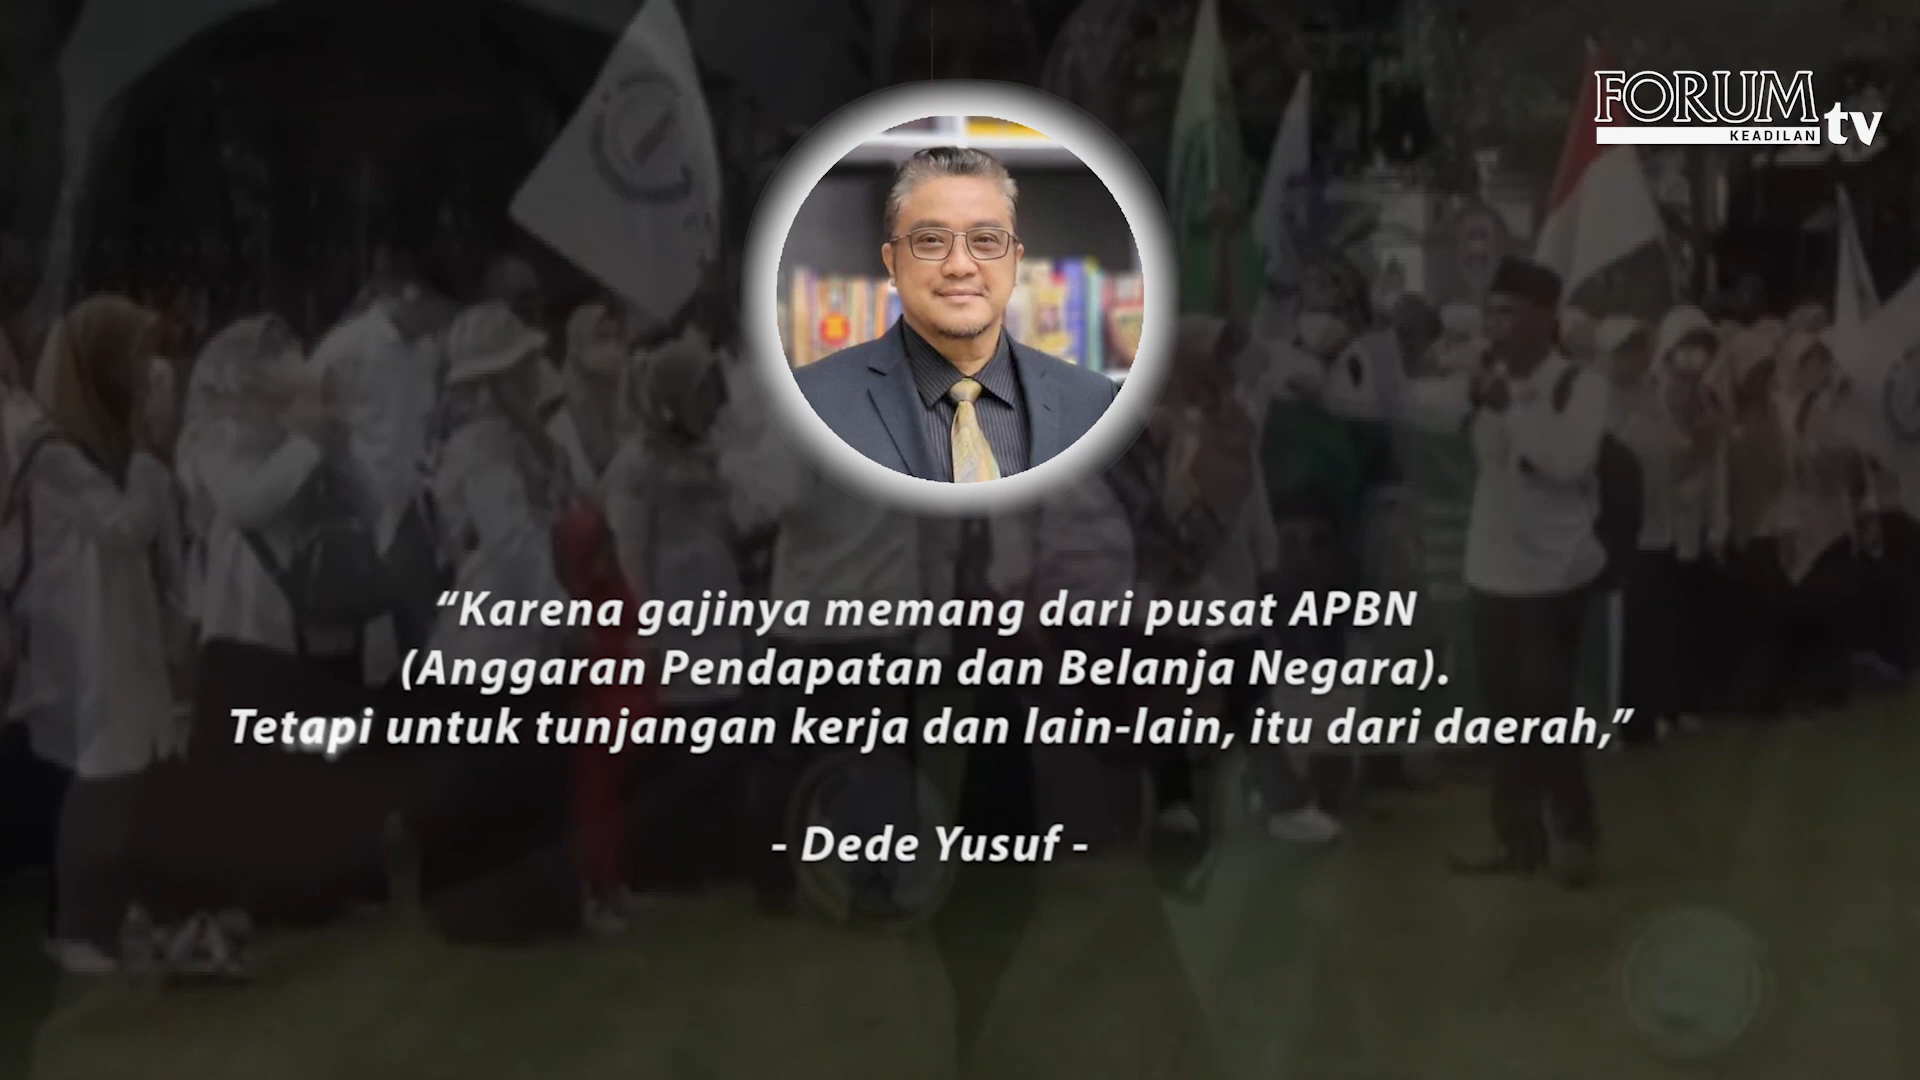 FORUM
KEADILAN
tv
“Karena gajinya memang dari pusat APBN
(Anggaran Pendapatan dan Belanja Negara).
Tetapi untuk tunjangan kerja dan lain-lain, itu dari daerah,”
- Dede Yusuf -